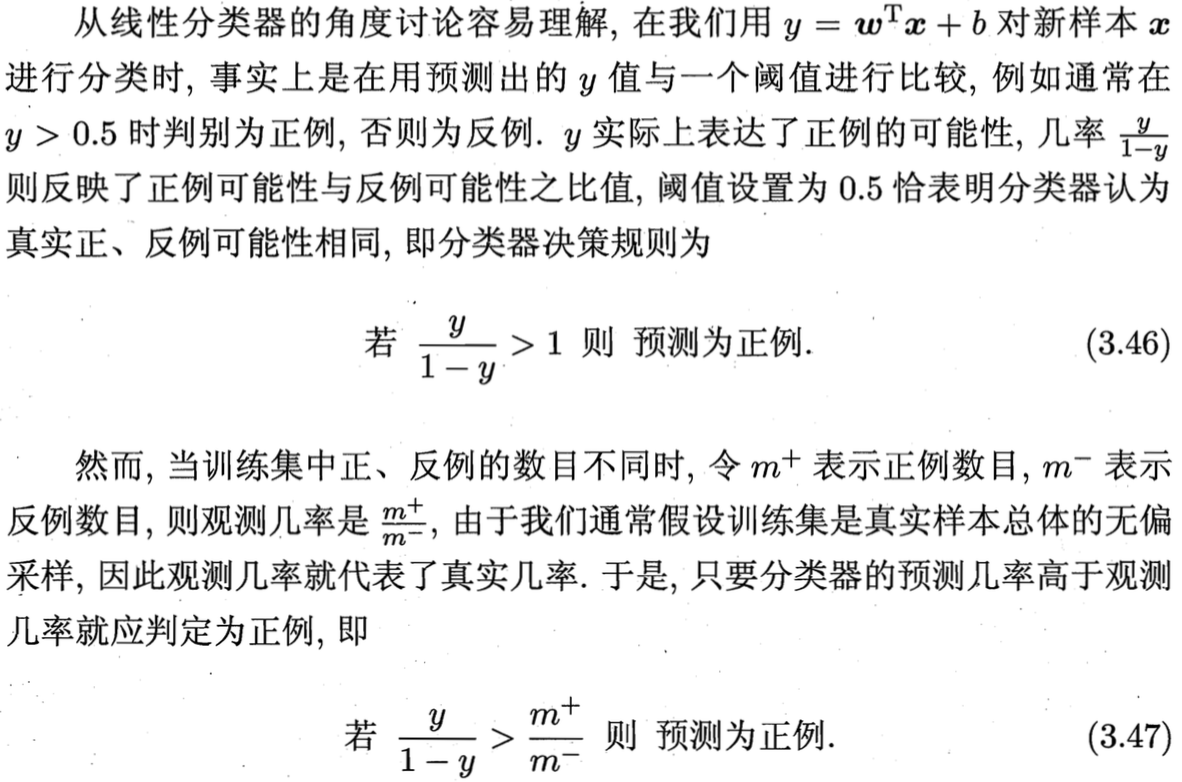 从线性分类器的角度讨论容易理解, 在我们用 y = wᵀx + b 对新样本 x
进行分类时, 事实上是在用预测出的 y 值与一个阈值进行比较, 例如通常在
y > 0.5 时判别为正例, 否则为反例. y 实际上表达了正例的可能性, 几率 y/(1−y)
则反映了正例可能性与反例可能性之比值, 阈值设置为 0.5 恰表明分类器认为
真实正、反例可能性相同, 即分类器决策规则为
若 y/(1 − y) > 1 则 预测为正例. (3.46)
然而, 当训练集中正、反例的数目不同时, 令 m⁺ 表示正例数目, m⁻ 表示
反例数目, 则观测几率是 m⁺/m⁻, 由于我们通常假设训练集是真实样本总体的无偏
采样, 因此观测几率就代表了真实几率. 于是, 只要分类器的预测几率高于观测
几率就应判定为正例, 即
若 y/(1 − y) > m⁺/m⁻ 则 预测为正例. (3.47)